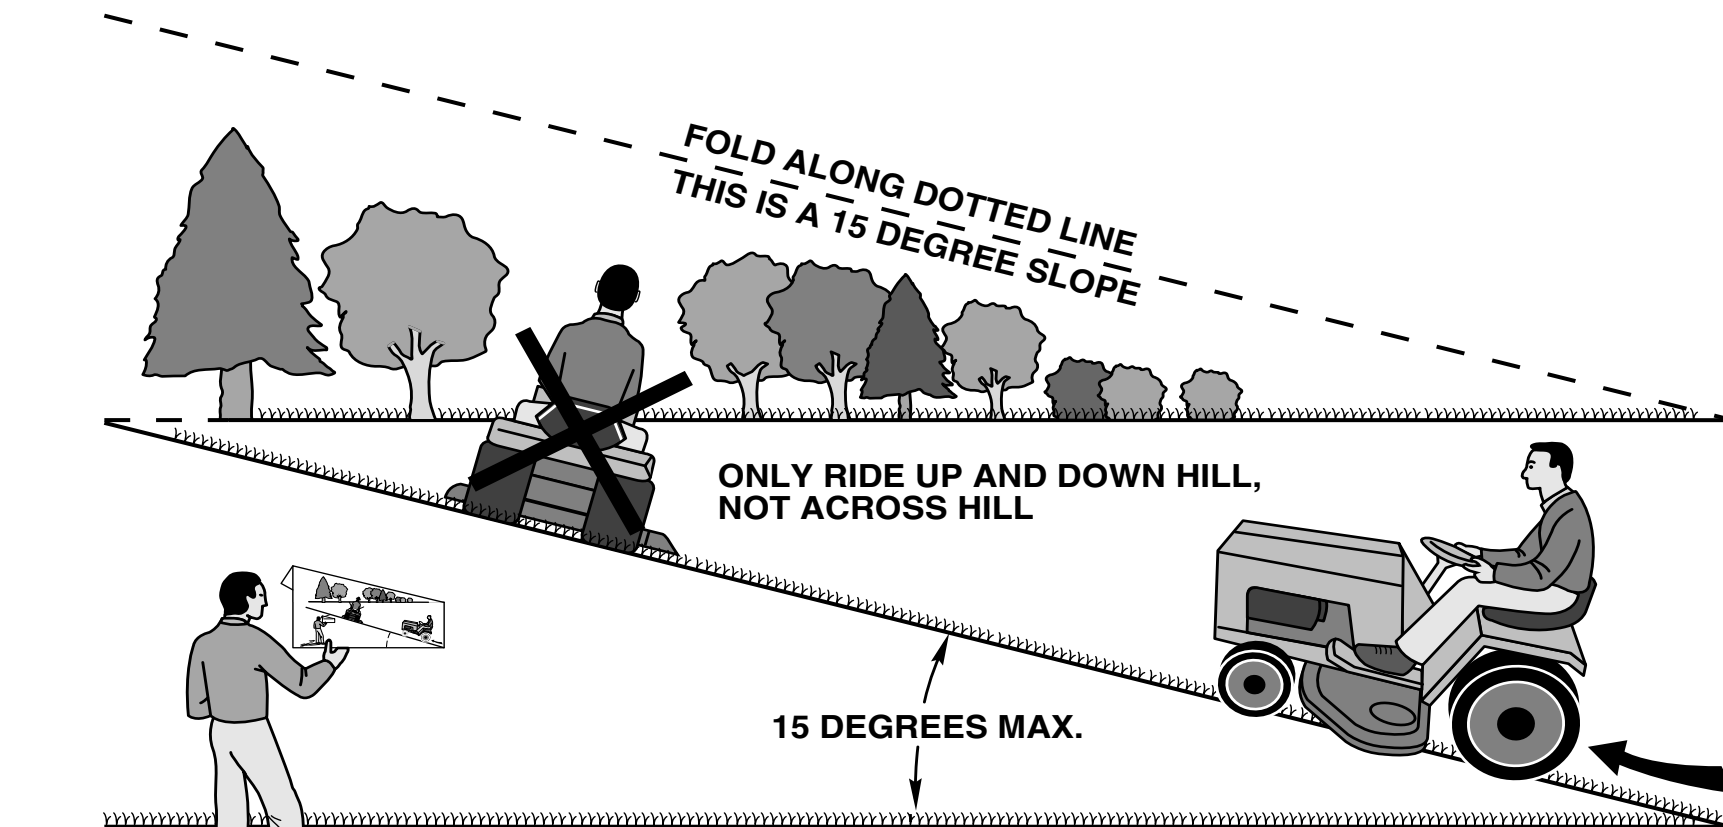 FOLD ALONG DOTTED LINE
THIS IS A 15 DEGREE SLOPE
ONLY RIDE UP AND DOWN HILL,
NOT ACROSS HILL
15 DEGREES MAX.